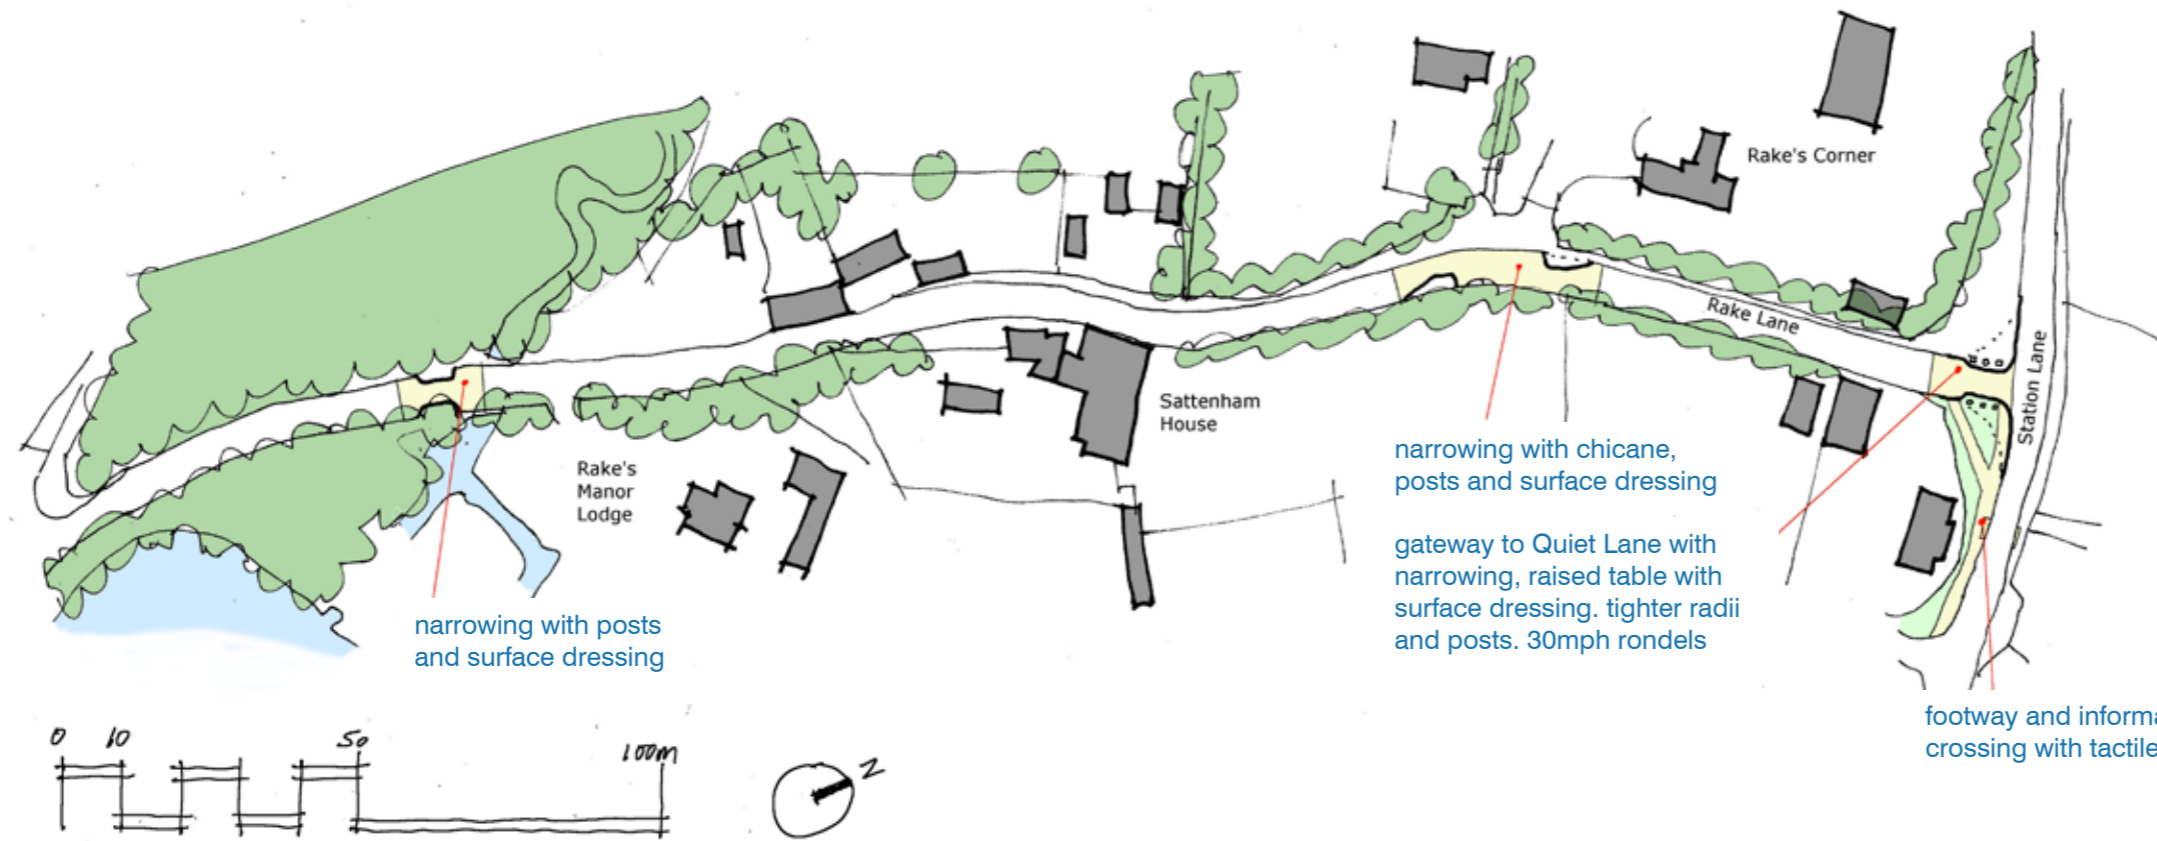 Rake's Corner
Rake Lane
Station Lane
Sattenham
House
Rake's
Manor
Lodge
narrowing with chicane,
posts and surface dressing
gateway to Quiet Lane with
narrowing, raised table with
surface dressing. tighter radii
and posts. 30mph rondels
narrowing with posts
and surface dressing
footway and informa
crossing with tactile
0 10 50 100m
N